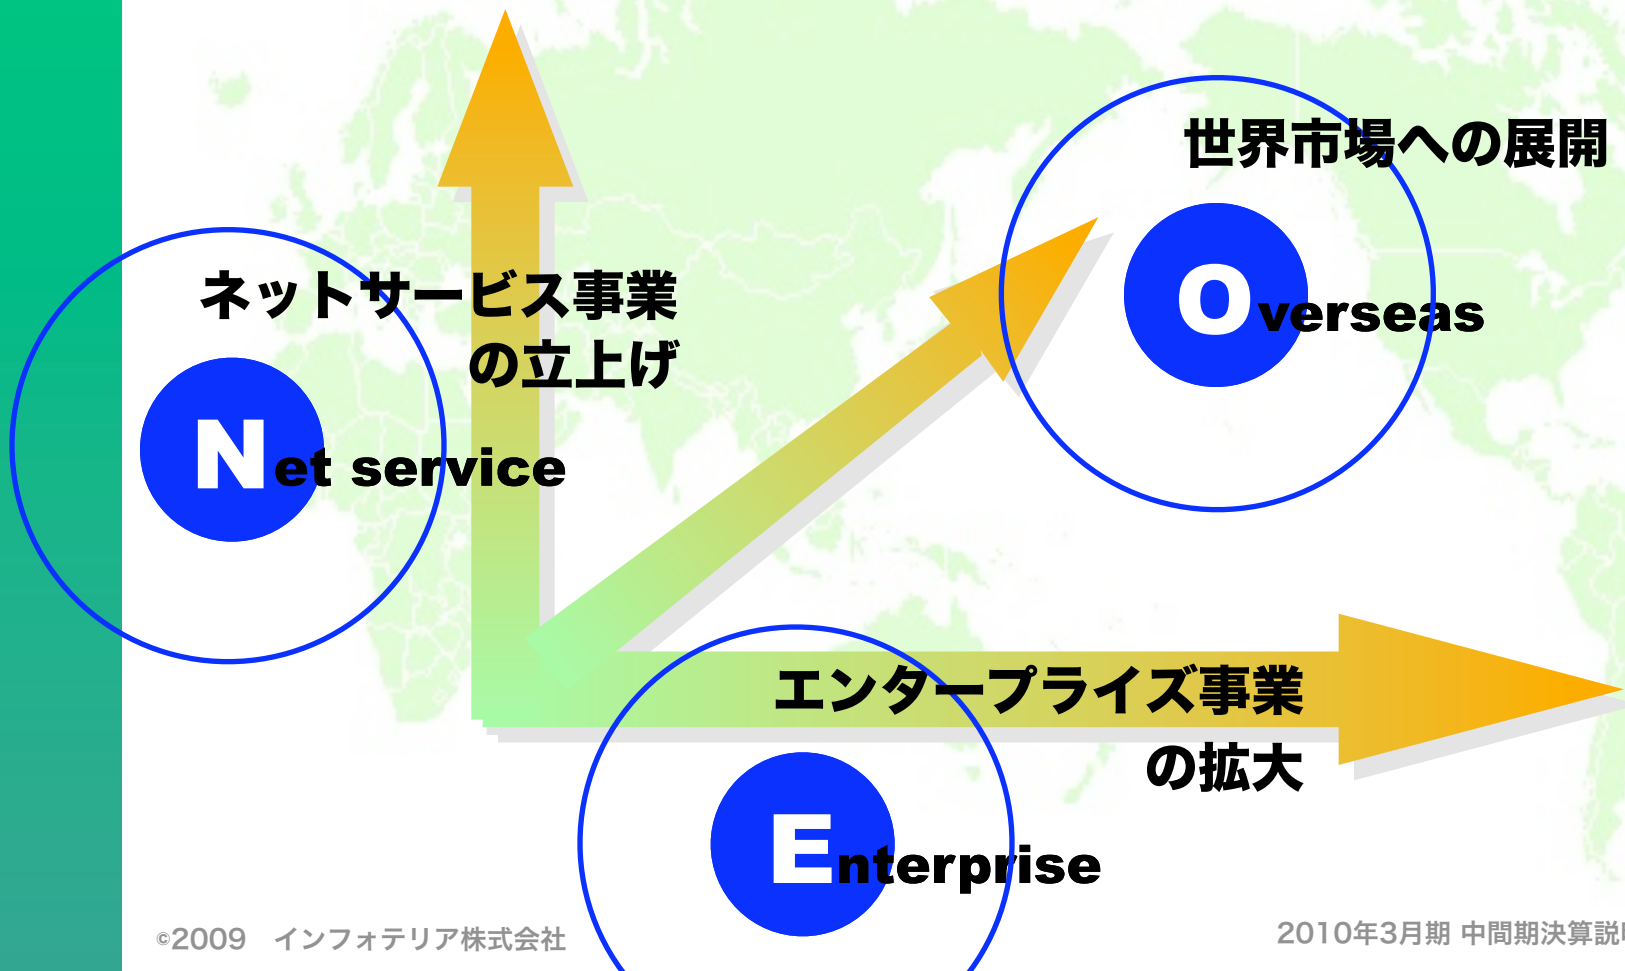 世界市場への展開
Overseas
ネットサービス事業
の立上げ
Net service
エンタープライズ事業
の拡大
Enterprise
©2009 インフォテリア株式会社
2010年3月期 中間期決算説